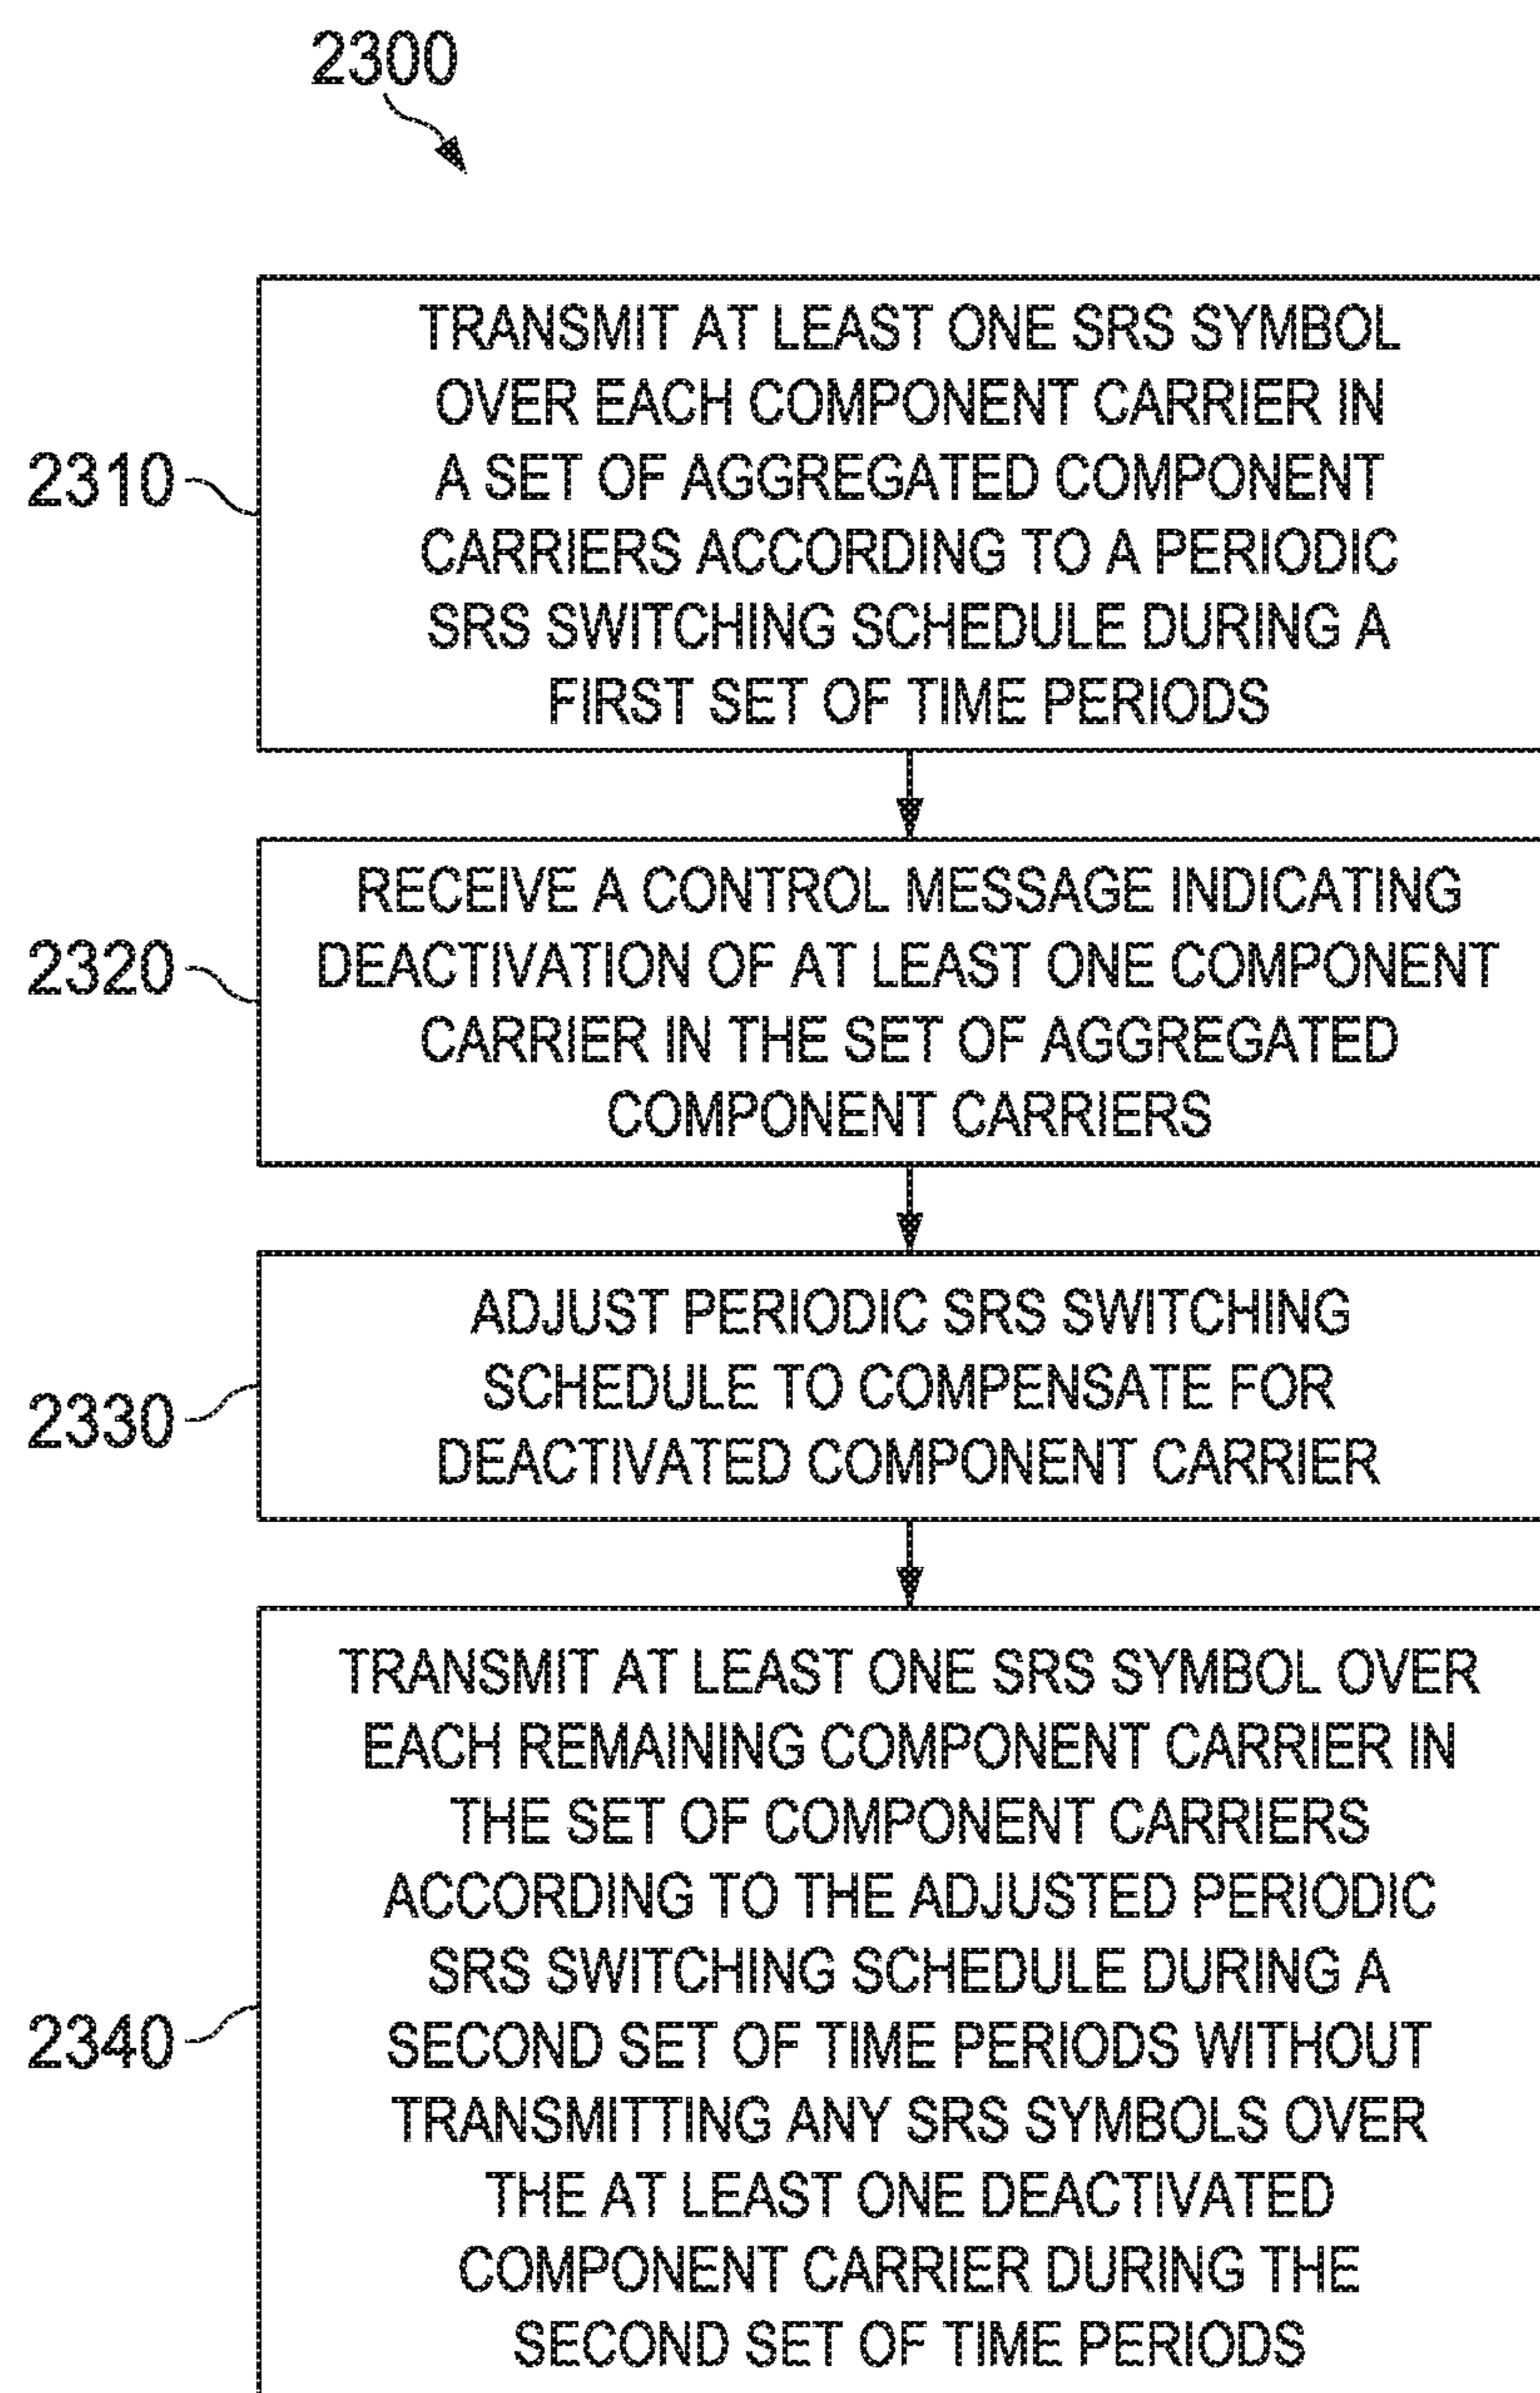 2300
2310
TRANSMIT AT LEAST ONE SRS SYMBOL
OVER EACH COMPONENT CARRIER IN
A SET OF AGGREGATED COMPONENT
CARRIERS ACCORDING TO A PERIODIC
SRS SWITCHING SCHEDULE DURING A
FIRST SET OF TIME PERIODS
2320
RECEIVE A CONTROL MESSAGE INDICATING
DEACTIVATION OF AT LEAST ONE COMPONENT
CARRIER IN THE SET OF AGGREGATED
COMPONENT CARRIERS
2330
ADJUST PERIODIC SRS SWITCHING
SCHEDULE TO COMPENSATE FOR
DEACTIVATED COMPONENT CARRIER
2340
TRANSMIT AT LEAST ONE SRS SYMBOL OVER
EACH REMAINING COMPONENT CARRIER IN
THE SET OF COMPONENT CARRIERS
ACCORDING TO THE ADJUSTED PERIODIC
SRS SWITCHING SCHEDULE DURING A
SECOND SET OF TIME PERIODS WITHOUT
TRANSMITTING ANY SRS SYMBOLS OVER
THE AT LEAST ONE DEACTIVATED
COMPONENT CARRIER DURING THE
SECOND SET OF TIME PERIODS